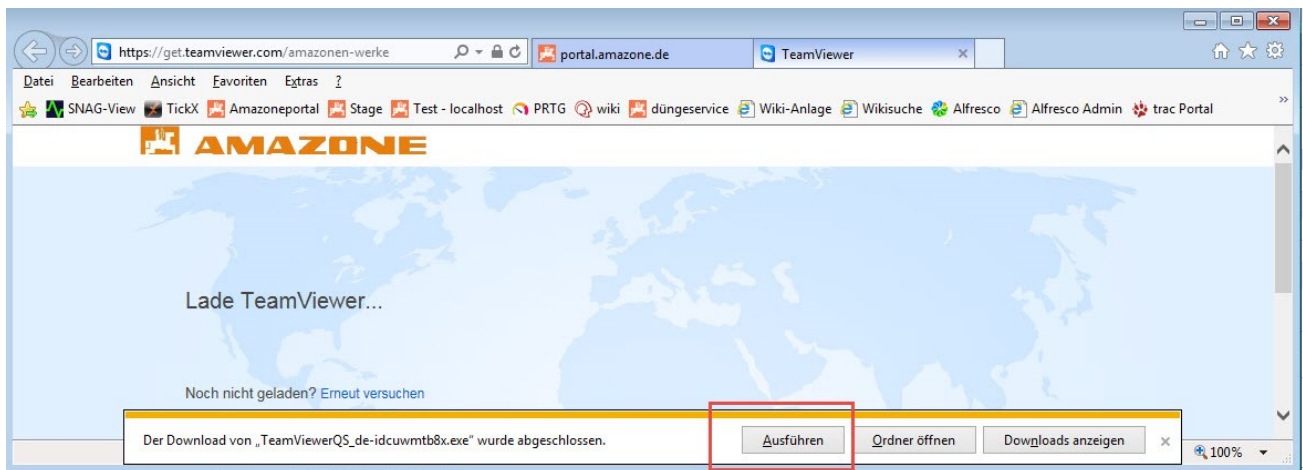 https://get.teamviewer.com/amazonen-werke portal.amazone.de TeamViewer
Datei Bearbeiten Ansicht Favoriten Extras ?
SNAG-View TickX Amazoneportal Stage Test - localhost PRTG wiki düngeservice Wiki-Anlage Wikisuche Alfresco Alfresco Admin trac Portal »
AMAZONE
Lade TeamViewer...
Noch nicht geladen? Erneut versuchen
Der Download von „TeamViewerQS_de-idcuwmtb8x.exe" wurde abgeschlossen. Ausführen Ordner öffnen Downloads anzeigen
100%